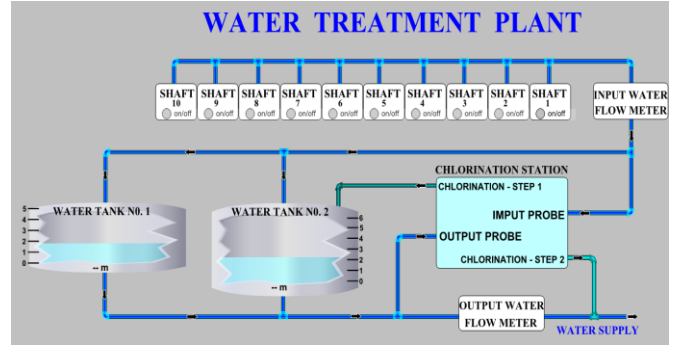 WATER TREATMENT PLANT
SHAFT 10 on/off
SHAFT 9 on/off
SHAFT 8 on/off
SHAFT 7 on/off
SHAFT 6 on/off
SHAFT 5 on/off
SHAFT 4 on/off
SHAFT 3 on/off
SHAFT 2 on/off
SHAFT 1 on/off
INPUT WATER
FLOW METER
CHLORINATION STATION
CHLORINATION - STEP 1
IMPUT PROBE
OUTPUT PROBE
CHLORINATION - STEP 2
WATER TANK N0. 1
5
4
3
2
1
0
-- m
WATER TANK N0. 2
6
5
4
3
2
1
0
-- m
OUTPUT WATER
FLOW METER
WATER SUPPLY